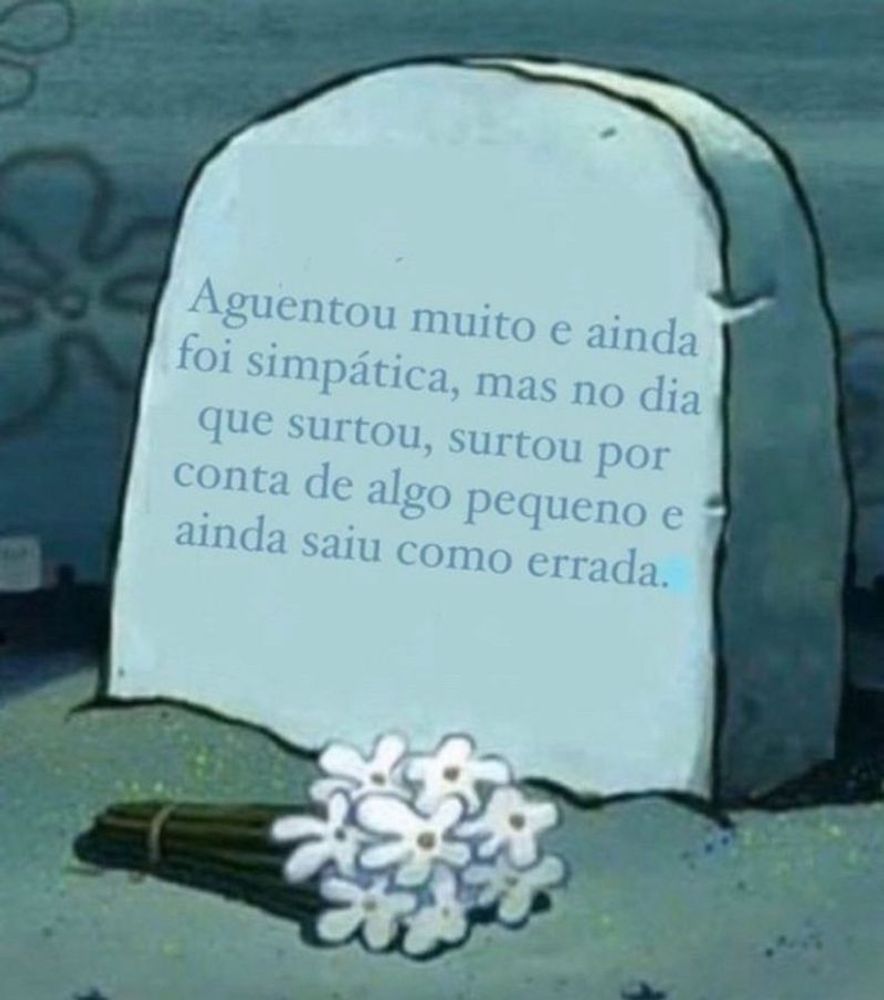 Aguentou muito e ainda
foi simpática, mas no dia
que surtou, surtou por
conta de algo pequeno e
ainda saiu como errada.